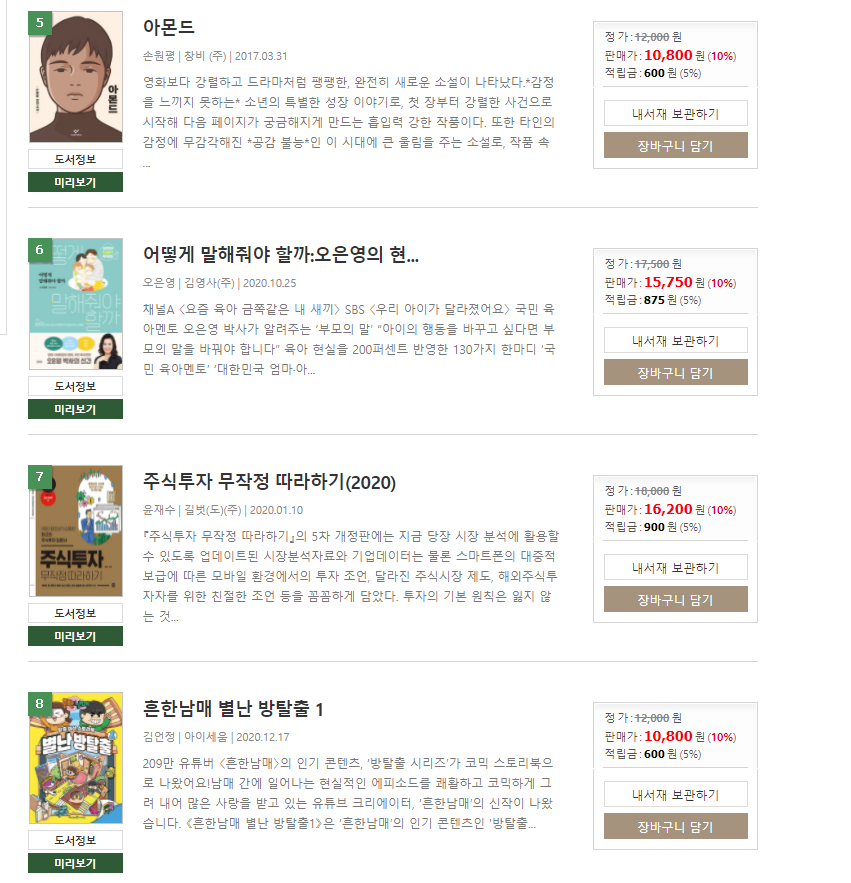 5
아몬드
아몬드
손원평 | 창비 (주) | 2017.03.31
영화보다 강렬하고 드라마처럼 팽팽한, 완전히 새로운 소설이 나타났다.*감정
을 느끼지 못하는* 소년의 특별한 성장 이야기로, 첫 장부터 강렬한 사건으로
시작해 다음 페이지가 궁금해지게 만드는 흡입력 강한 작품이다. 또한 타인의
감정에 무감각해진 *공감 불능*인 이 시대에 큰 울림을 주는 소설로, 작품 속
...
도서정보
미리보기
정가 : 12,000 원
판매가 : 10,800 원 (10%)
적립금 : 600 원 (5%)
내서재 보관하기
장바구니 담기
6
어떻게
말해줘야
할까
어떻게 말해줘야 할까:오은영의 현...
오은영 | 김영사(주) | 2020.10.25
채널A 〈요즘 육아 금쪽같은 내 새끼〉 SBS 〈우리 아이가 달라졌어요〉 국민 육
아멘토 오은영 박사가 알려주는 ‘부모의 말’ “아이의 행동을 바꾸고 싶다면 부
모의 말을 바꿔야 합니다” 육아 현실을 200퍼센트 반영한 130가지 한마디 ‘국
민 육아멘토’ ‘대한민국 엄마·아...
도서정보
미리보기
정가 : 17,500 원
판매가 : 15,750 원 (10%)
적립금 : 875 원 (5%)
내서재 보관하기
장바구니 담기
7
주식투자
무작정 따라하기
주식투자 무작정 따라하기(2020)
윤재수 | 길벗(도)(주) | 2020.01.10
『주식투자 무작정 따라하기』의 5차 개정판에는 지금 당장 시장 분석에 활용할
수 있도록 업데이트된 시장분석자료와 기업데이터는 물론 스마트폰의 대중적
보급에 따른 모바일 환경에서의 투자 조언, 달라진 주식시장 제도, 해외주식투
자자를 위한 친절한 조언 등을 꼼꼼하게 담았다. 투자의 기본 원칙은 잃지 않
는 것...
도서정보
미리보기
정가 : 18,000 원
판매가 : 16,200 원 (10%)
적립금 : 900 원 (5%)
내서재 보관하기
장바구니 담기
8
별난 방탈출
흔한남매 별난 방탈출 1
김언정 | 아이세움 | 2020.12.17
209만 유튜버 〈흔한남매〉의 인기 콘텐츠, ‘방탈출 시리즈’가 코믹 스토리북으
로 나왔어요!남매 간에 일어나는 현실적인 에피소드를 쾌활하고 코믹하게 그
려 내어 많은 사랑을 받고 있는 유튜브 크리에이터, ‘흔한남매’의 신작이 나왔
습니다. 《흔한남매 별난 방탈출1》은 ‘흔한남매’의 인기 콘텐츠인 ‘방탈출...
도서정보
미리보기
정가 : 12,000 원
판매가 : 10,800 원 (10%)
적립금 : 600 원 (5%)
내서재 보관하기
장바구니 담기